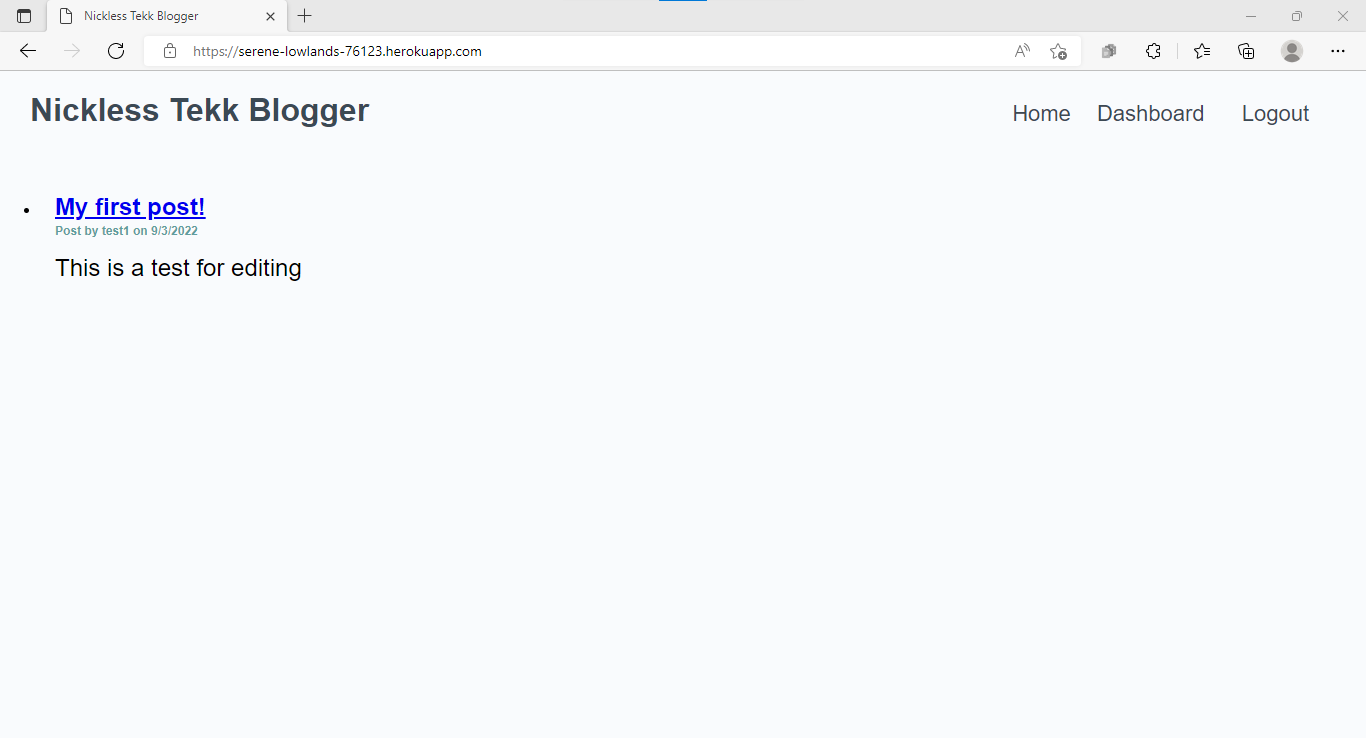 Nickless Tekk Blogger
https://serene-lowlands-76123.herokuapp.com
Nickless Tekk Blogger
Home Dashboard Logout
My first post!
Post by test1 on 9/3/2022
This is a test for editing